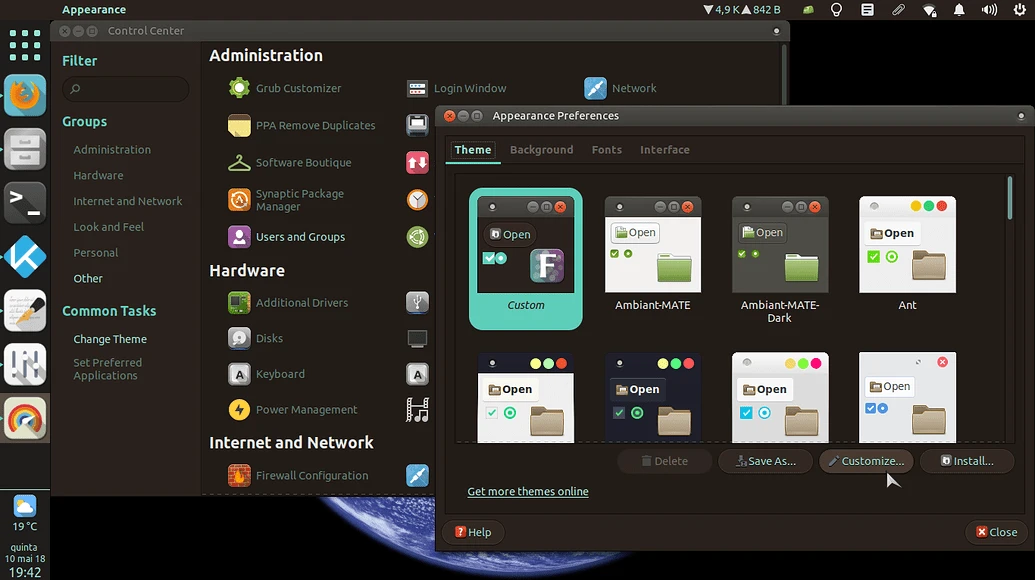 Appearance
4,9 K 842 B
Control Center
Filter
Groups
Administration
Hardware
Internet and Network
Look and Feel
Personal
Other
Common Tasks
Change Theme
Set Preferred
Applications
Administration
Grub Customizer
Login Window
Network
PPA Remove Duplicates
Software Boutique
Synaptic Package
Manager
Users and Groups
Hardware
Additional Drivers
Disks
Keyboard
Power Management
Internet and Network
Firewall Configuration
Appearance Preferences
Theme
Background
Fonts
Interface
Open
F
Custom
Open
Ambiant-MATE
Open
Ambiant-MATE-
Dark
Open
Ant
Open
Open
Open
Open
Delete
Save As...
Customize...
Install...
Get more themes online
Help
Close
19 °C
quinta
10 mai 18
19:42